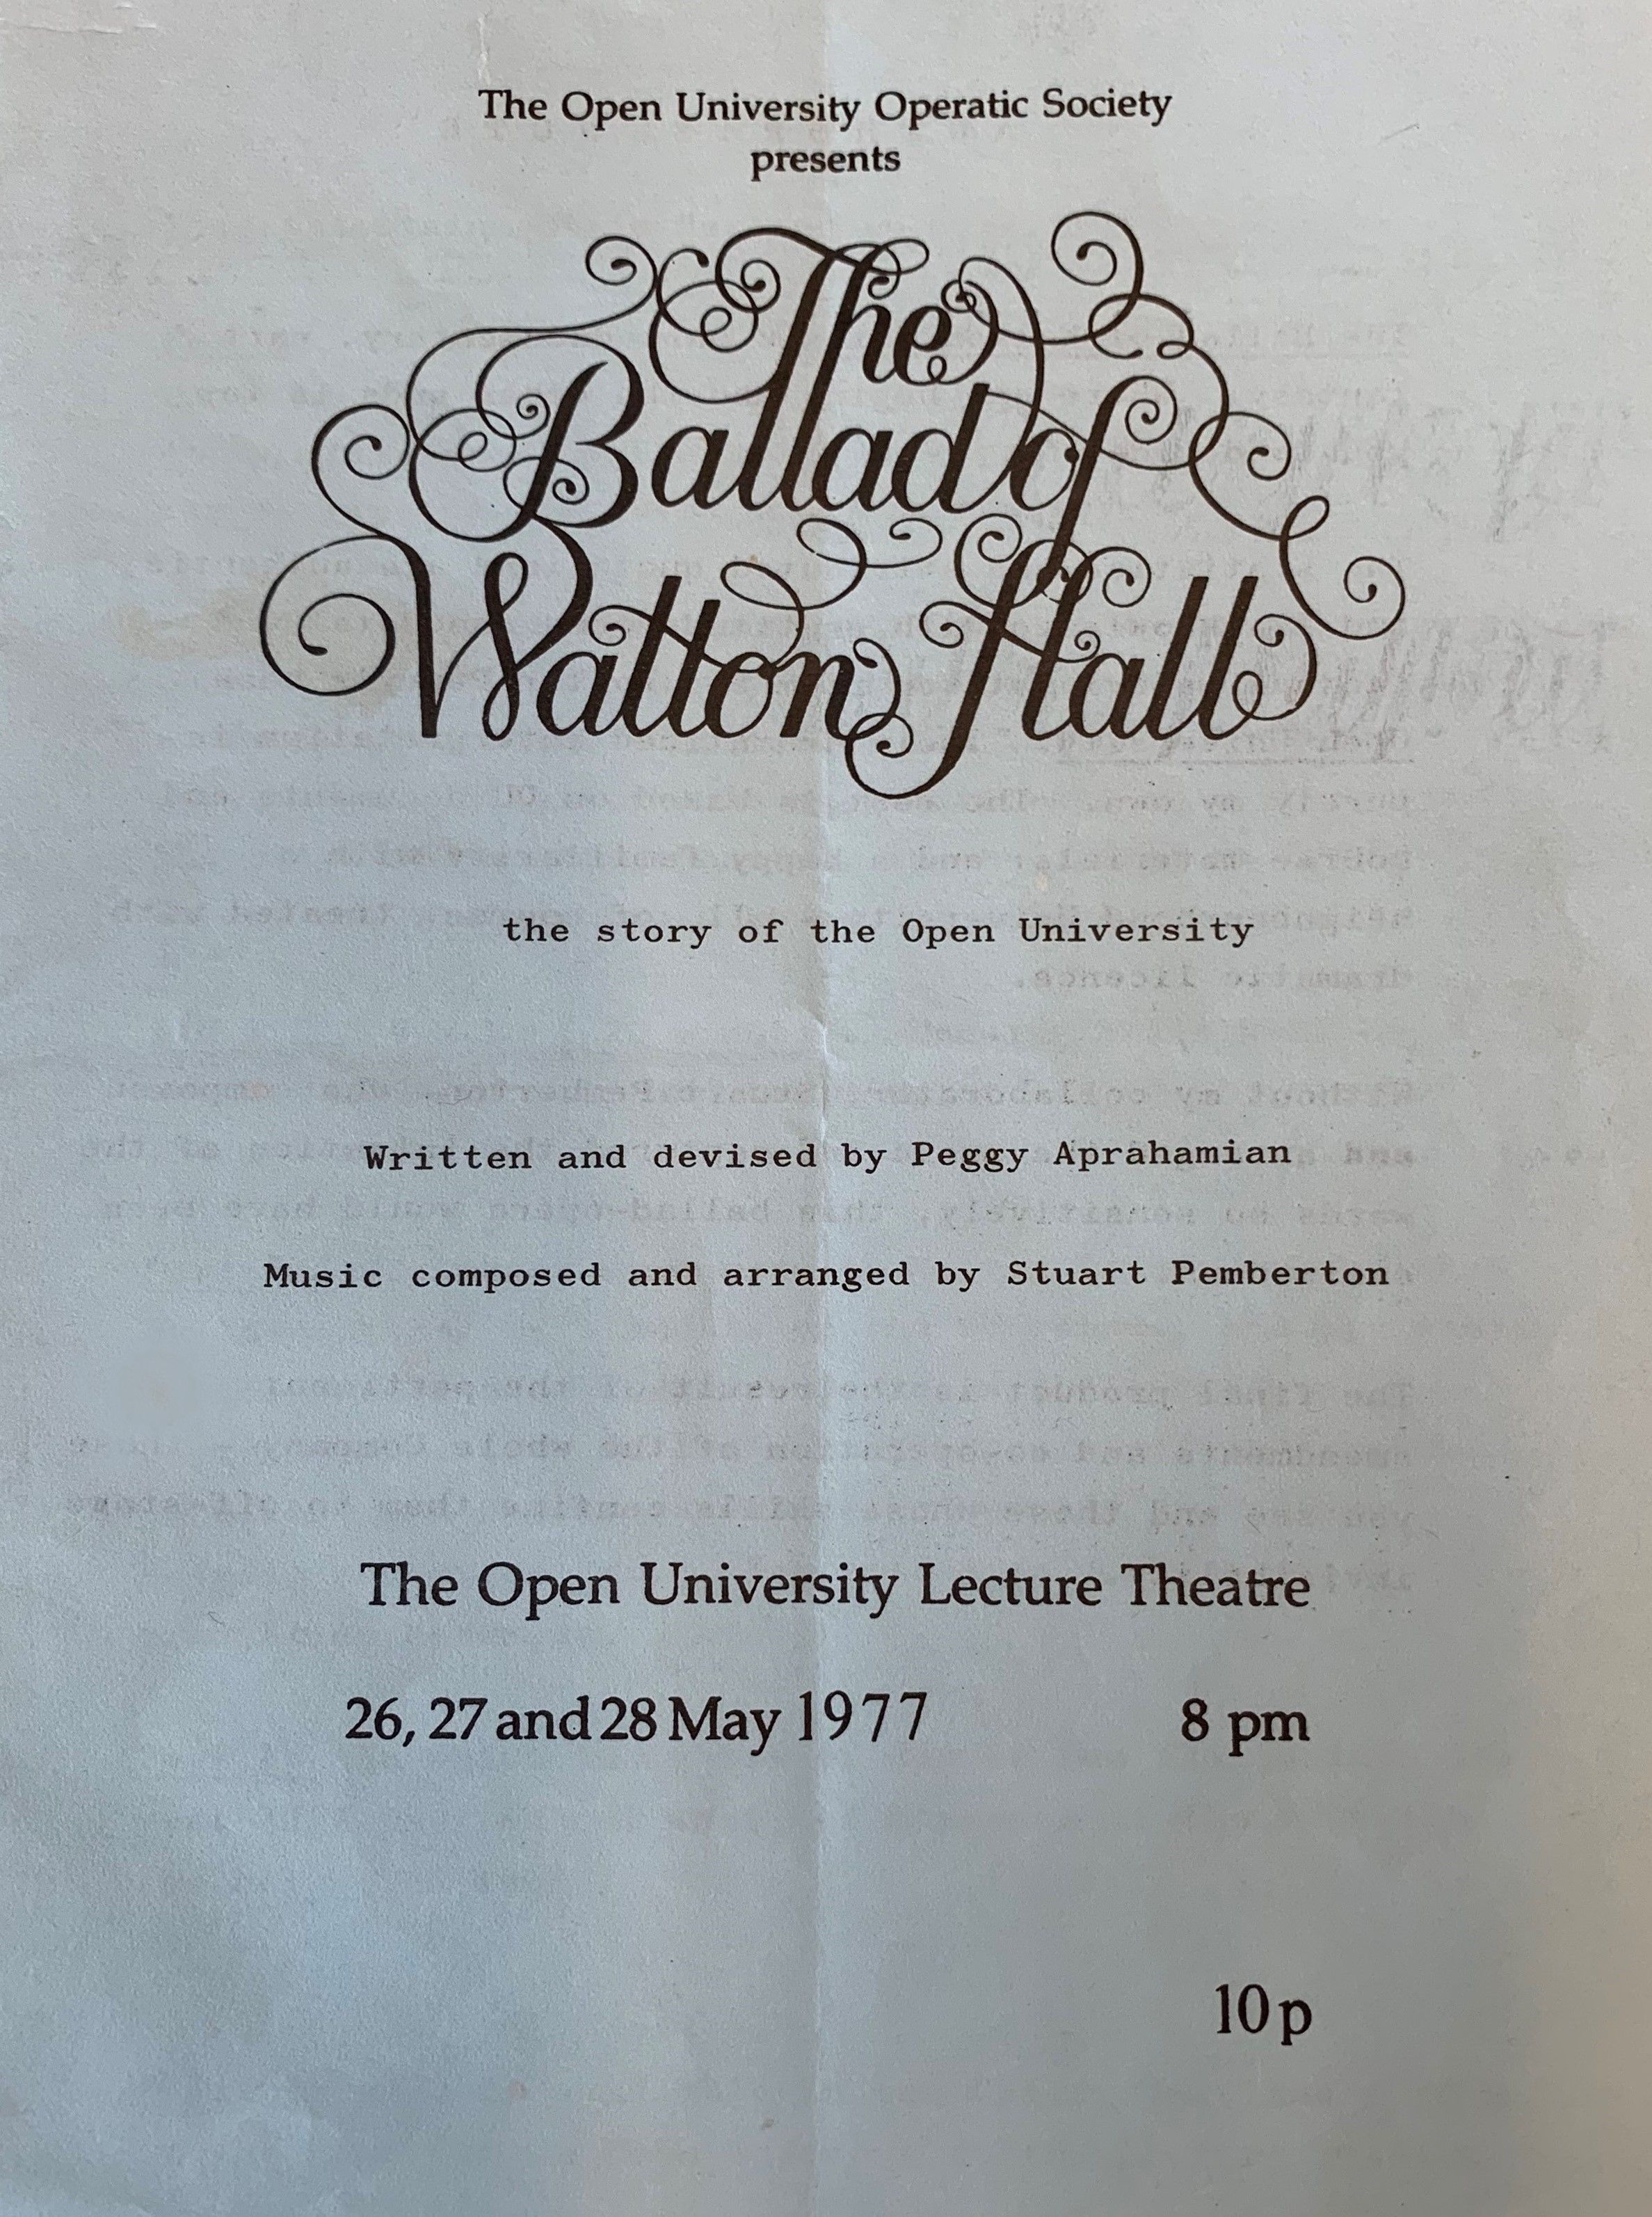 The Open University Operatic Society
presents
The
Ballad of
Walton Hall
the story of the Open University
Written and devised by Peggy Aprahamian
Music composed and arranged by Stuart Pemberton
The Open University Lecture Theatre
26, 27 and 28 May 1977 8 pm
10p